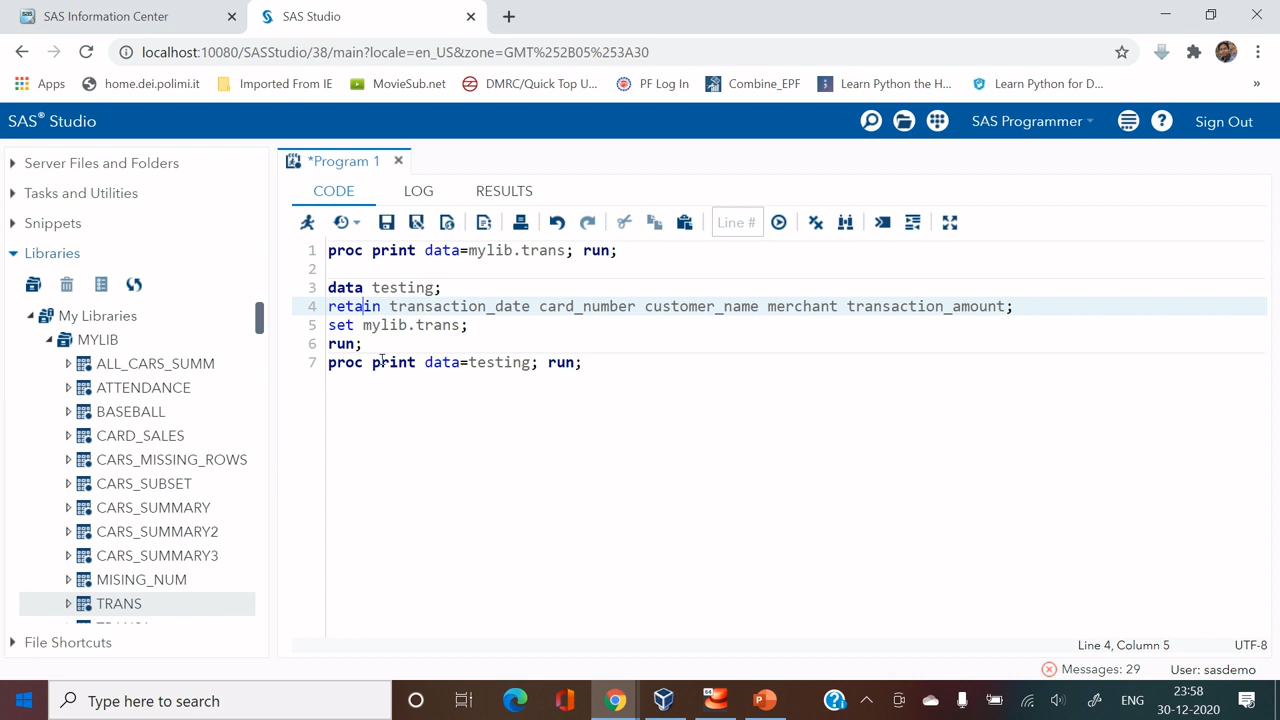 SAS Information Center
SAS Studio
localhost:10080/SASStudio/38/main?locale=en_US&zone=GMT%252B05%253A30
Apps
home.dei.polimi.it
Imported From IE
MovieSub.net
DMRC/Quick Top U...
PF Log In
Combine_EPF
Learn Python the H...
Learn Python for D...
»
SAS® Studio
SAS Programmer
Sign Out
Server Files and Folders
Tasks and Utilities
Snippets
Libraries
My Libraries
MYLIB
ALL_CARS_SUMM
ATTENDANCE
BASEBALL
CARD_SALES
CARS_MISSING_ROWS
CARS_SUBSET
CARS_SUMMARY
CARS_SUMMARY2
CARS_SUMMARY3
MISING_NUM
TRANS
File Shortcuts
*Program 1
CODE
LOG
RESULTS
Line #
1 proc print data=mylib.trans; run;
2
3 data testing;
4 retain transaction_date card_number customer_name merchant transaction_amount;
5 set mylib.trans;
6 run;
7 proc print data=testing; run;
Line 4, Column 5
UTF-8
Messages: 29
User: sasdemo
Type here to search
64
ENG
23:58
30-12-2020